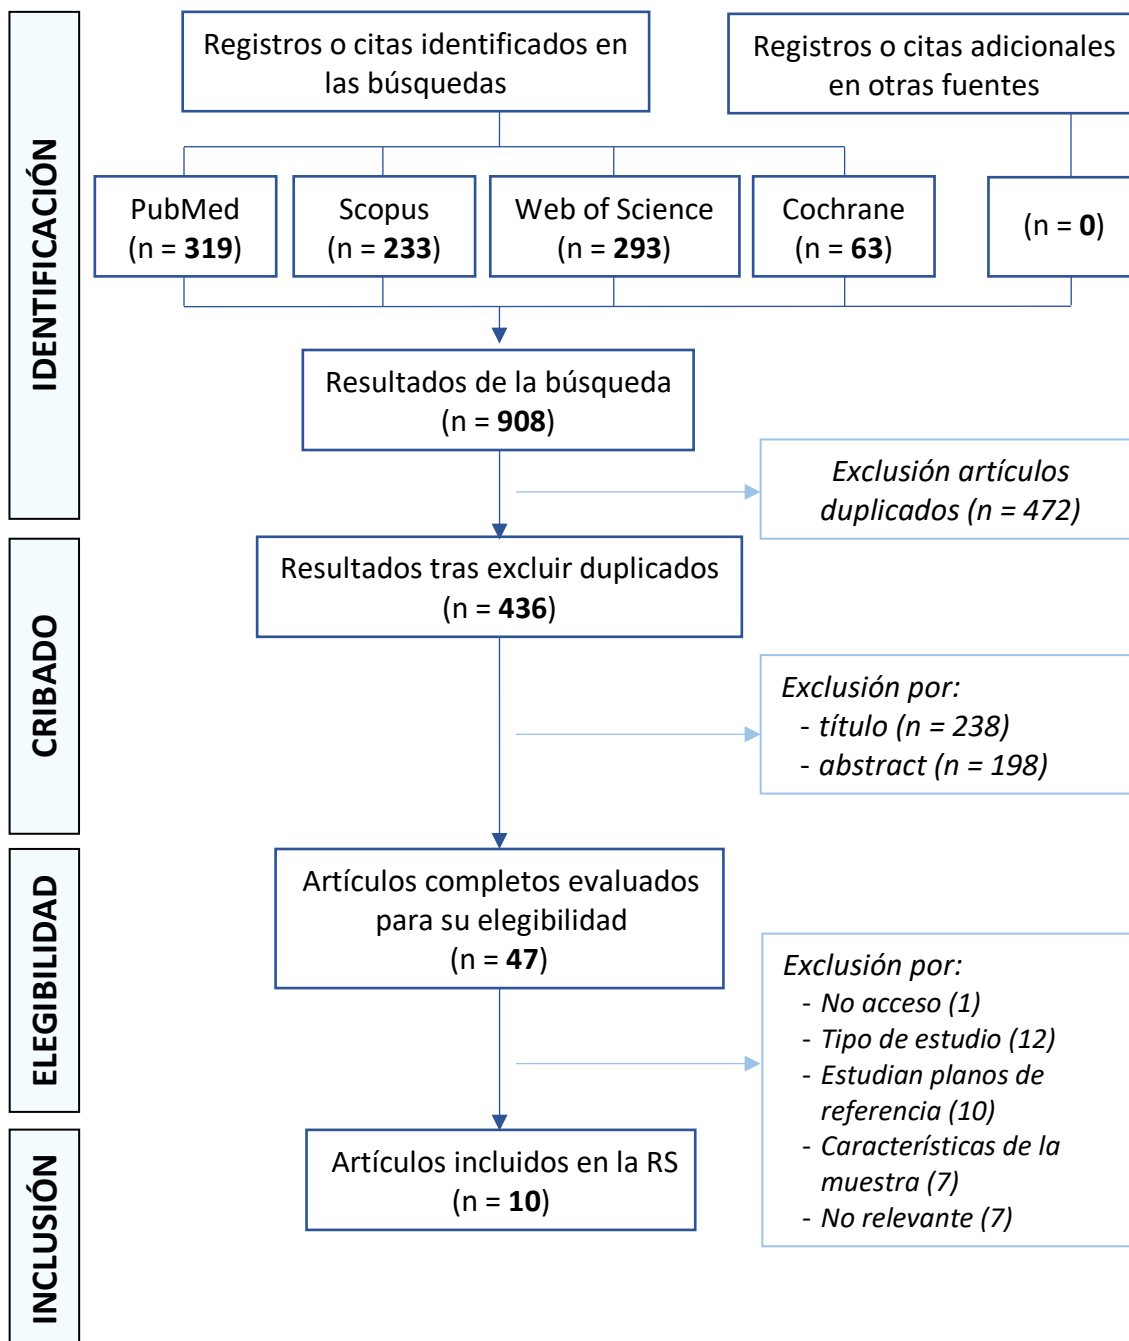 IDENTIFICACIÓN
Registros o citas identificados en
las búsquedas
Registros o citas adicionales
en otras fuentes
PubMed
(n = 319)
Scopus
(n = 233)
Web of Science
(n = 293)
Cochrane
(n = 63)
(n = 0)
Resultados de la búsqueda
(n = 908)
Exclusión artículos
duplicados (n = 472)
CRIBADO
Resultados tras excluir duplicados
(n = 436)
Exclusión por:
- título (n = 238)
- abstract (n = 198)
ELEGIBILIDAD
Artículos completos evaluados
para su elegibilidad
(n = 47)
Exclusión por:
- No acceso (1)
- Tipo de estudio (12)
- Estudian planos de
referencia (10)
- Características de la
muestra (7)
- No relevante (7)
INCLUSIÓN
Artículos incluidos en la RS
(n = 10)